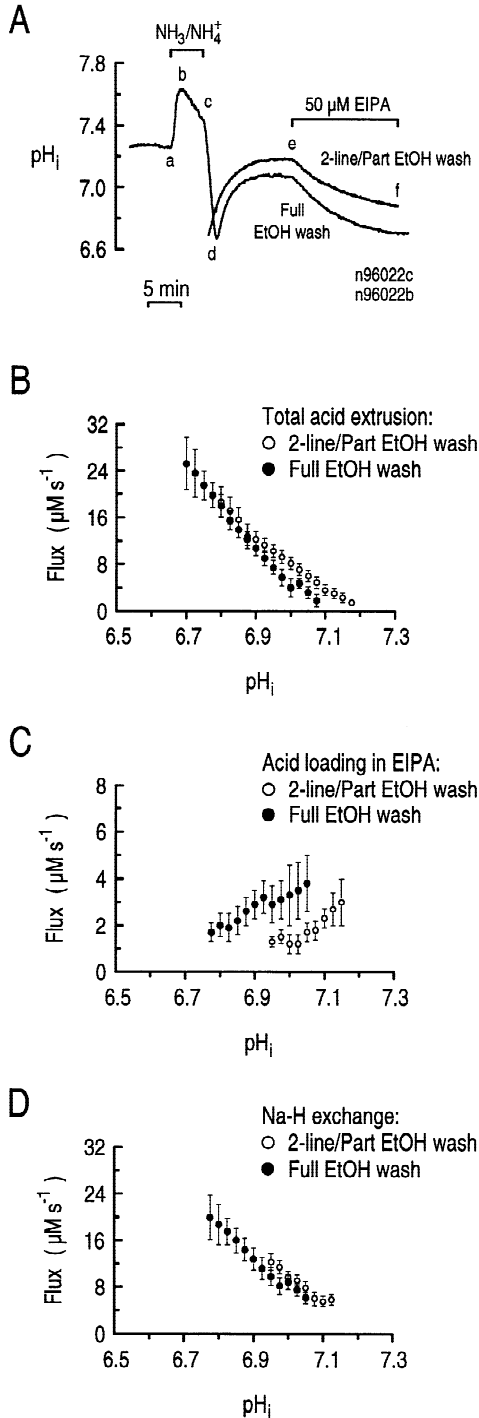 A
NH3/NH4+
7.8
b
c
7.4
50 μM EIPA
pHi
a
e
2-line/Part EtOH wash
7.0
f
Full
EtOH wash
6.6
d
5 min
n96022c
n96022b
B
Total acid extrusion:
2-line/Part EtOH wash
Full EtOH wash
32
24
16
8
0
Flux ( μM s-1)
6.5 6.7 6.9 7.1 7.3
pHi
C
Acid loading in EIPA:
2-line/Part EtOH wash
Full EtOH wash
8
6
4
2
0
Flux ( μM s-1)
6.5 6.7 6.9 7.1 7.3
pHi
D
Na-H exchange:
2-line/Part EtOH wash
Full EtOH wash
32
24
16
8
0
Flux ( μM s-1)
6.5 6.7 6.9 7.1 7.3
pHi